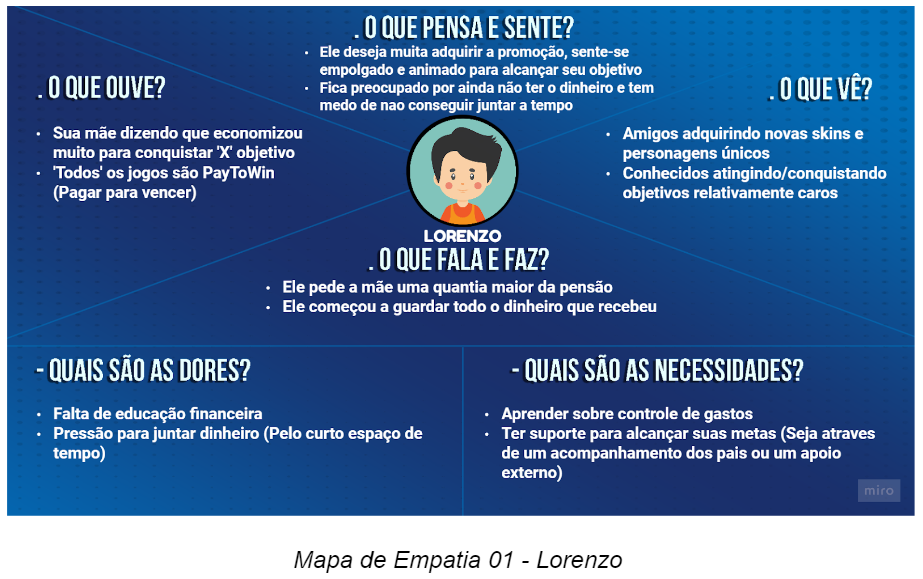 . O QUE PENSA E SENTE?
• Ele deseja muita adquirir a promoção, sente-se
empolgado e animado para alcançar seu objetivo
• Fica preocupado por ainda não ter o dinheiro e tem
medo de nao conseguir juntar a tempo
. O QUE OUVE?
• Sua mãe dizendo que economizou
muito para conquistar 'X' objetivo
• 'Todos' os jogos são PayToWin
(Pagar para vencer)
. O QUE VÊ?
• Amigos adquirindo novas skins e
personagens únicos
• Conhecidos atingindo/conquistando
objetivos relativamente caros
LORENZO
. O QUE FALA E FAZ?
• Ele pede a mãe uma quantia maior da pensão
• Ele começou a guardar todo o dinheiro que recebeu
- QUAIS SÃO AS DORES?
• Falta de educação financeira
• Pressão para juntar dinheiro (Pelo curto espaço de
tempo)
- QUAIS SÃO AS NECESSIDADES?
• Aprender sobre controle de gastos
• Ter suporte para alcançar suas metas (Seja atraves
de um acompanhamento dos pais ou um apoio
externo)
miro
Mapa de Empatia 01 - Lorenzo